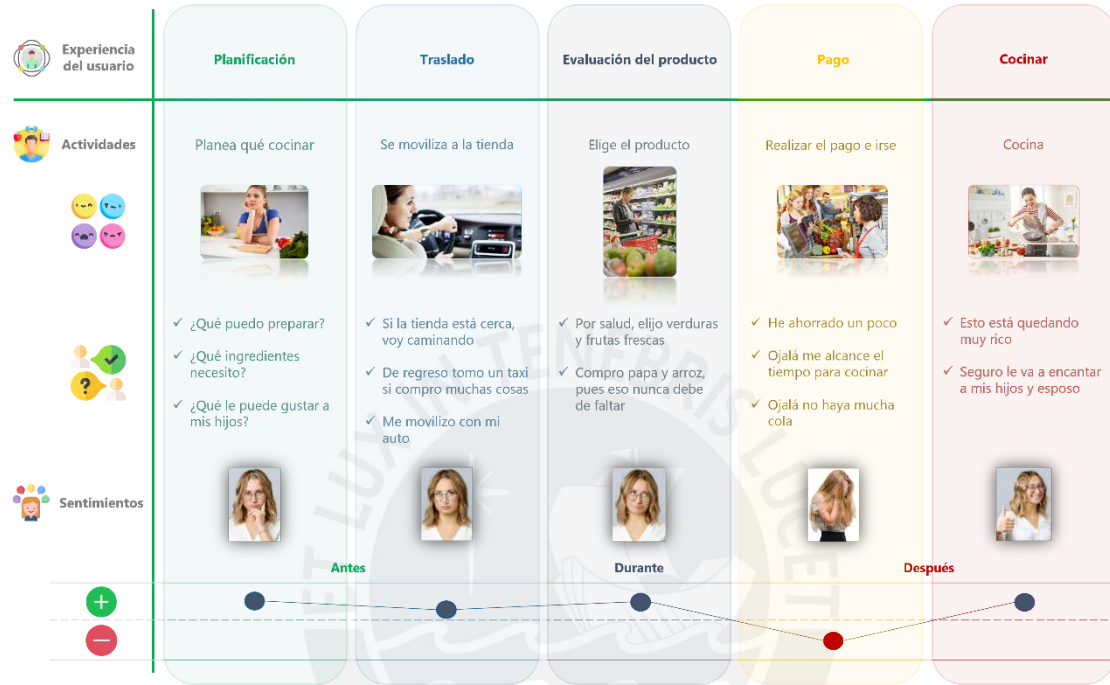 Experiencia
del usuario
Planificación
Traslado
Evaluación del producto
Pago
Cocinar
Actividades
Planea qué cocinar
Se moviliza a la tienda
Elige el producto
Realizar el pago e irse
Cocina
✓ ¿Qué puedo preparar?
✓ ¿Qué ingredientes
necesito?
✓ ¿Qué le puede gustar a
mis hijos?
✓ Si la tienda está cerca,
voy caminando
✓ De regreso tomo un taxi
si compro muchas cosas
✓ Me movilizo con mi
auto
✓ Por salud, elijo verduras
y frutas frescas
✓ Compro papa y arroz,
pues eso nunca debe
de faltar
✓ He ahorrado un poco
✓ Ojalá me alcance el
tiempo para cocinar
✓ Ojalá no haya mucha
cola
✓ Esto está quedando
muy rico
✓ Seguro le va a encantar
a mis hijos y esposo
Sentimientos
Antes
Durante
Después
ET LUX IN TENEBRIS LUCET